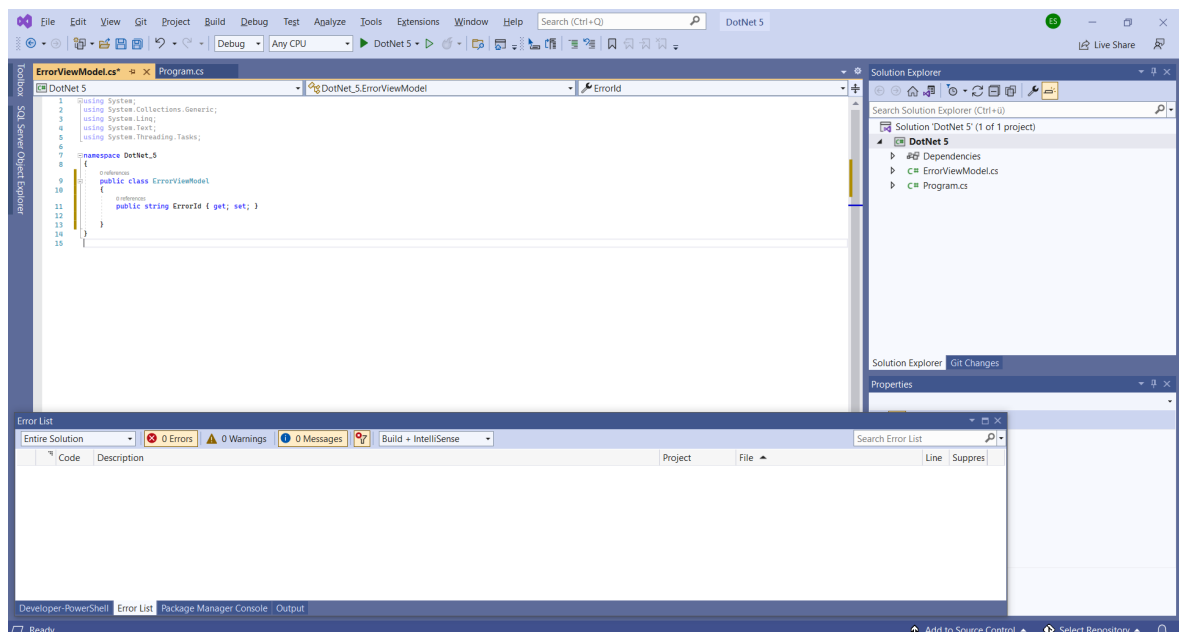 File Edit View Git Project Build Debug Test Analyze Tools Extensions Window Help Search (Ctrl+Q) DotNet 5 ES
Debug Any CPU DotNet 5 Live Share
Toolbox
SQL Server Object Explorer
ErrorViewModel.cs* Program.cs
DotNet 5 DotNet_5.ErrorViewModel ErrorId
1 using System;
2 using System.Collections.Generic;
3 using System.Linq;
4 using System.Text;
5 using System.Threading.Tasks;
6
7 namespace DotNet_5
8 {
0 references
9 public class ErrorViewModel
10 {
0 references
11 public string ErrorId { get; set; }
12
13 }
14 }
15
Solution Explorer
Search Solution Explorer (Ctrl+ü)
Solution 'DotNet 5' (1 of 1 project)
DotNet 5
Dependencies
C# ErrorViewModel.cs
C# Program.cs
Solution Explorer Git Changes
Properties
Error List
Entire Solution 0 Errors 0 Warnings 0 Messages Build + IntelliSense Search Error List
Code Description Project File Line Suppres
Developer-PowerShell Error List Package Manager Console Output
Ready Add to Source Control Select Repository